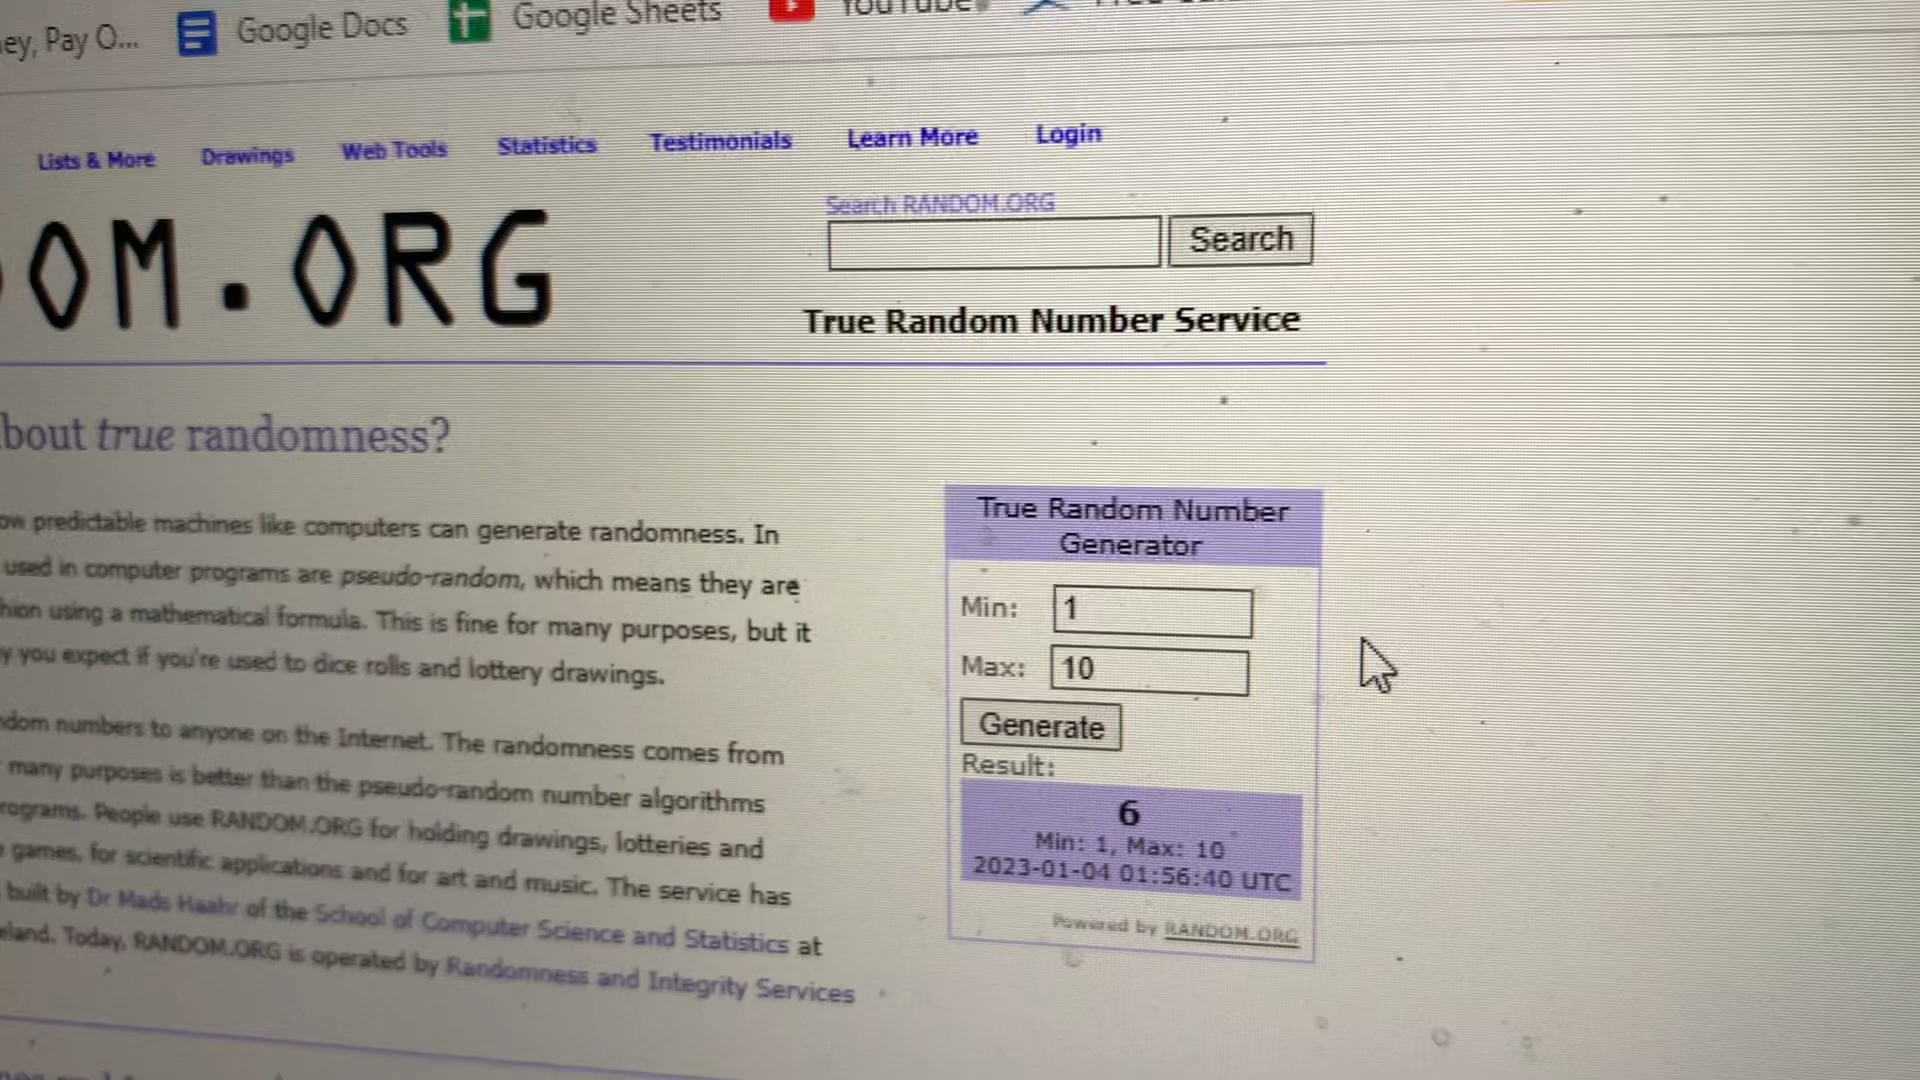 ey, Pay O... Google Docs Google Sheets YouTube
Lists & More Drawings Web Tools Statistics Testimonials Learn More Login
Search RANDOM.ORG
OM.ORG
Search
True Random Number Service
bout true randomness?
ow predictable machines like computers can generate randomness. In
used in computer programs are pseudo-random, which means they are
hion using a mathematical formula. This is fine for many purposes, but it
y you expect if you're used to dice rolls and lottery drawings.
dom numbers to anyone on the Internet. The randomness comes from
many purposes is better than the pseudo-random number algorithms
rograms. People use RANDOM.ORG for holding drawings, lotteries and
games, for scientific applications and for art and music. The service has
built by Dr Mads Haahr of the School of Computer Science and Statistics at
eland. Today, RANDOM.ORG is operated by Randomness and Integrity Services
True Random Number
Generator
Min: 1
Max: 10
Generate
Result:
6
Min: 1, Max: 10
2023-01-04 01:56:40 UTC
Powered by RANDOM.ORG